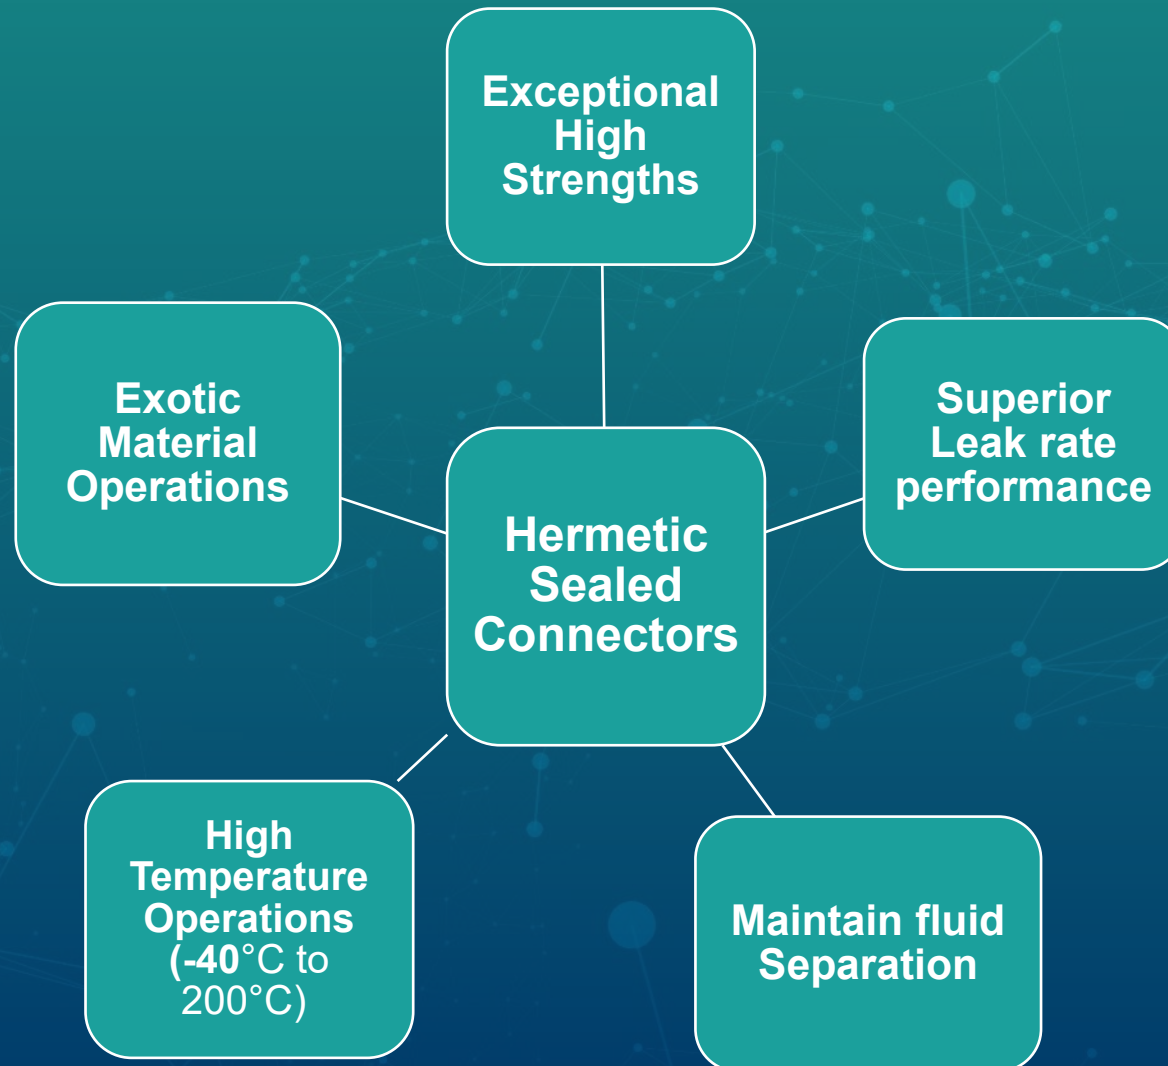 Exceptional
High
Strengths
Exotic
Material
Operations
Superior
Leak rate
performance
Hermetic
Sealed
Connectors
High
Temperature
Operations
(-40°C to
200°C)
Maintain fluid
Separation